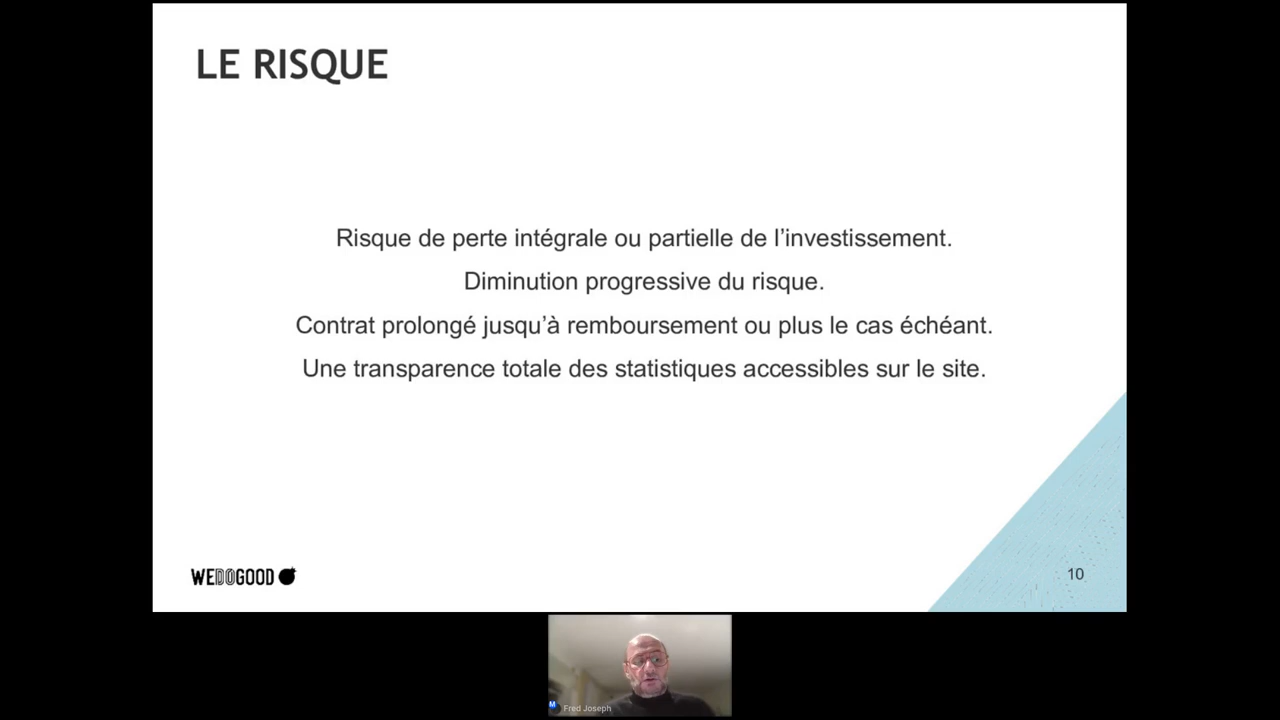 LE RISQUE
Risque de perte intégrale ou partielle de l’investissement.
Diminution progressive du risque.
Contrat prolongé jusqu’à remboursement ou plus le cas échéant.
Une transparence totale des statistiques accessibles sur le site.
WEDOGOOD
10
M
Fred Joseph